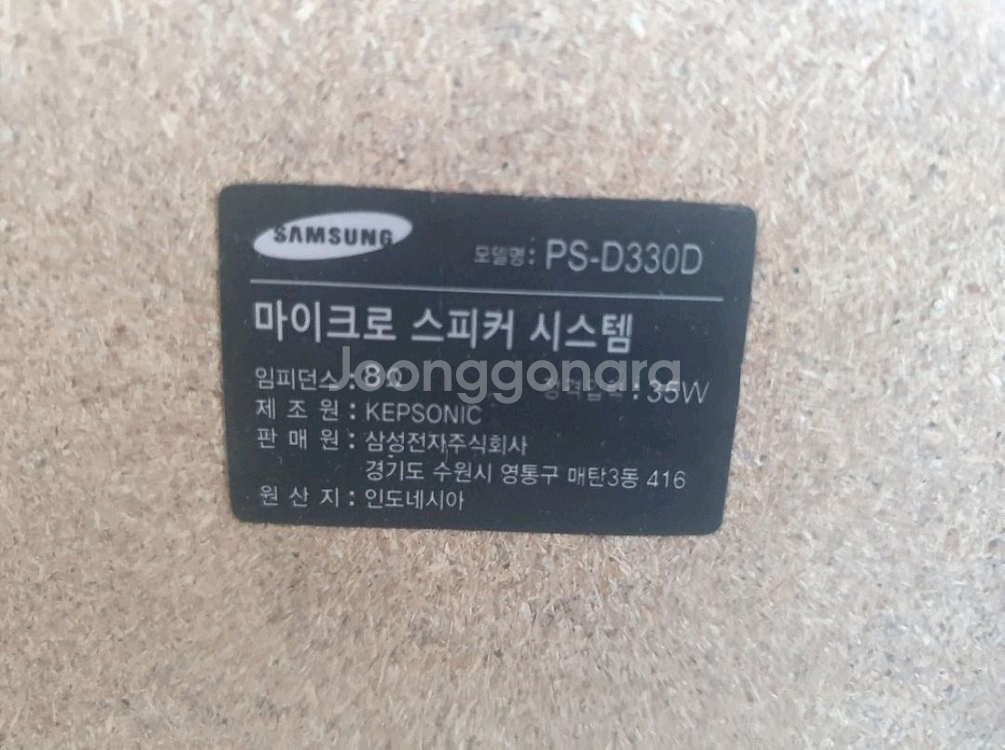 SAMSUNG
모델명: PS-D330D
마이크로 스피커 시스템
임피던스: 8Ω 정격입력: 35W
Joonggonara
제 조 원: KEPSONIC
판 매 원: 삼성전자주식회사
경기도 수원시 영통구 매탄3동 416
원 산 지: 인도네시아